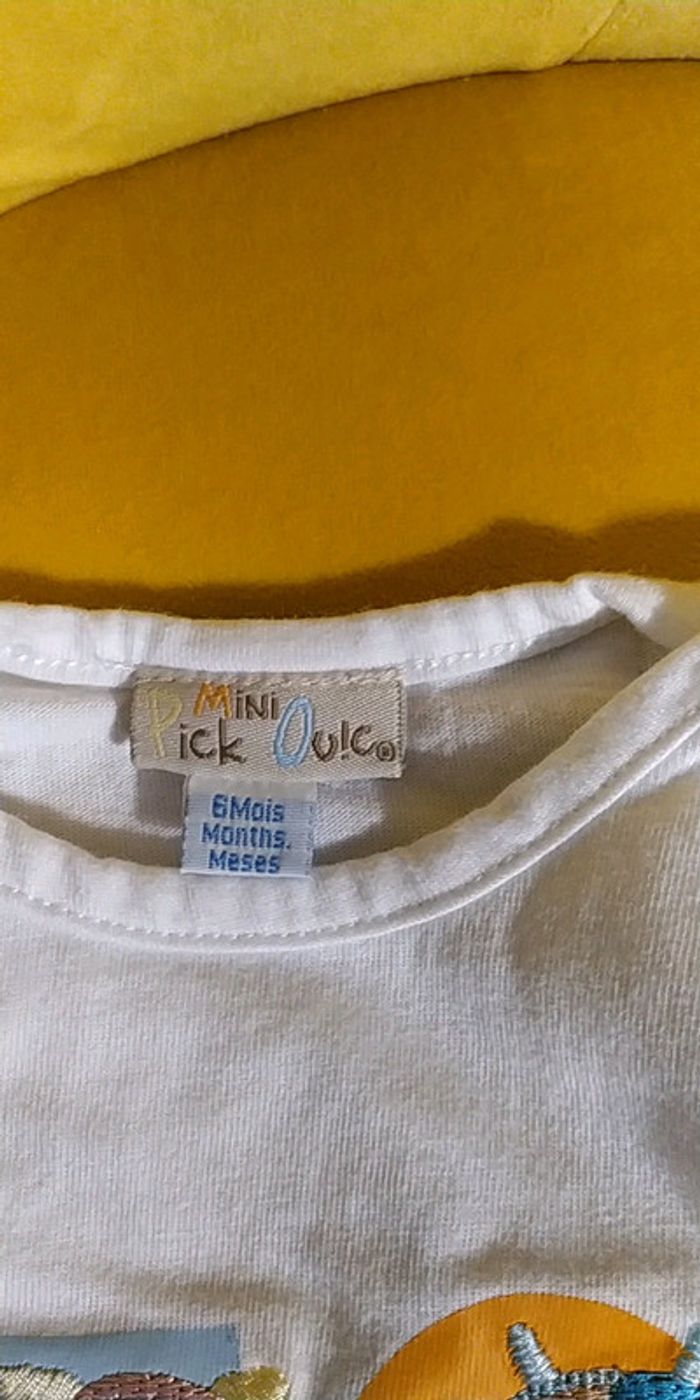 Mini
Pick Ouic®
6Mois
Months.
Meses